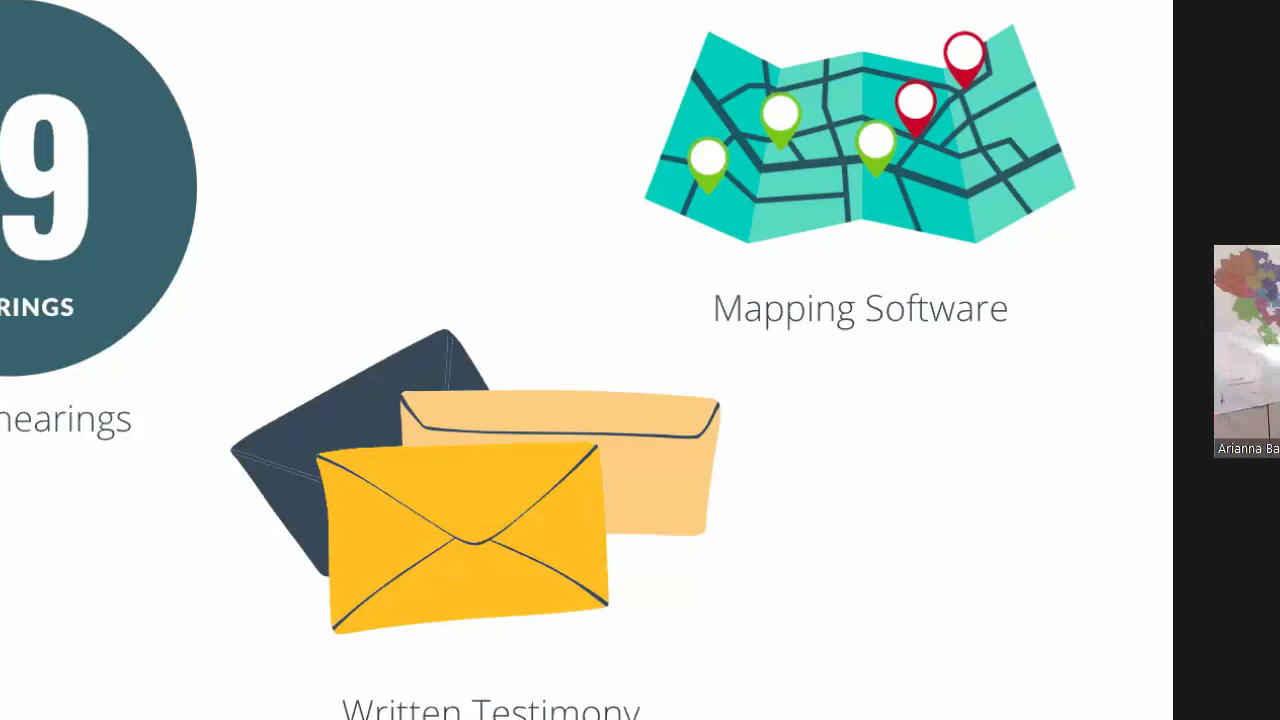 9
RINGS
hearings
Mapping Software
Written Testimony
Arianna Ba